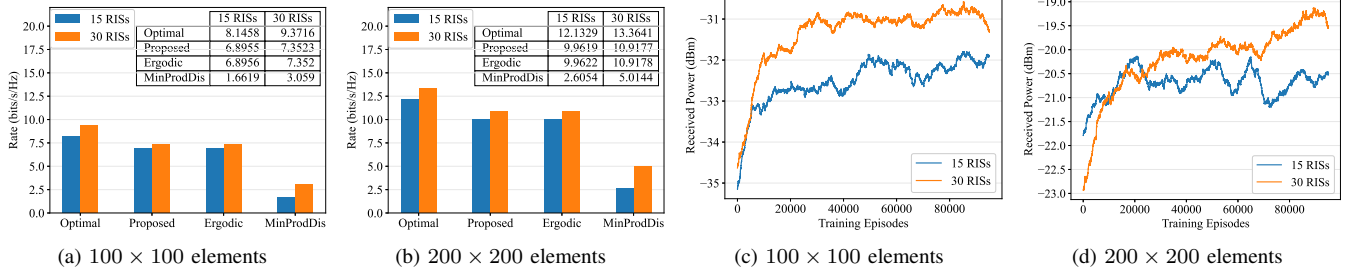 15 RISs
30 RISs
15 RISs 30 RISs
Optimal 8.1458 9.3716
Proposed 6.8955 7.3523
Ergodic 6.8956 7.352
MinProdDis 1.6619 3.059
Rate (bits/s/Hz)
20.0
17.5
15.0
12.5
10.0
7.5
5.0
2.5
0.0
Optimal Proposed Ergodic MinProdDis
(a) 100 × 100 elements
15 RISs
30 RISs
15 RISs 30 RISs
Optimal 12.1329 13.3641
Proposed 9.9619 10.9177
Ergodic 9.9622 10.9178
MinProdDis 2.6054 5.0144
Rate (bits/s/Hz)
20.0
17.5
15.0
12.5
10.0
7.5
5.0
2.5
0.0
Optimal Proposed Ergodic MinProdDis
(b) 200 × 200 elements
Received Power (dBm)
−31
−32
−33
−34
−35
15 RISs
30 RISs
0 20000 40000 60000 80000
Training Episodes
(c) 100 × 100 elements
Received Power (dBm)
−19.0
−19.5
−20.0
−20.5
−21.0
−21.5
−22.0
−22.5
−23.0
15 RISs
30 RISs
0 20000 40000 60000 80000
Training Episodes
(d) 200 × 200 elements